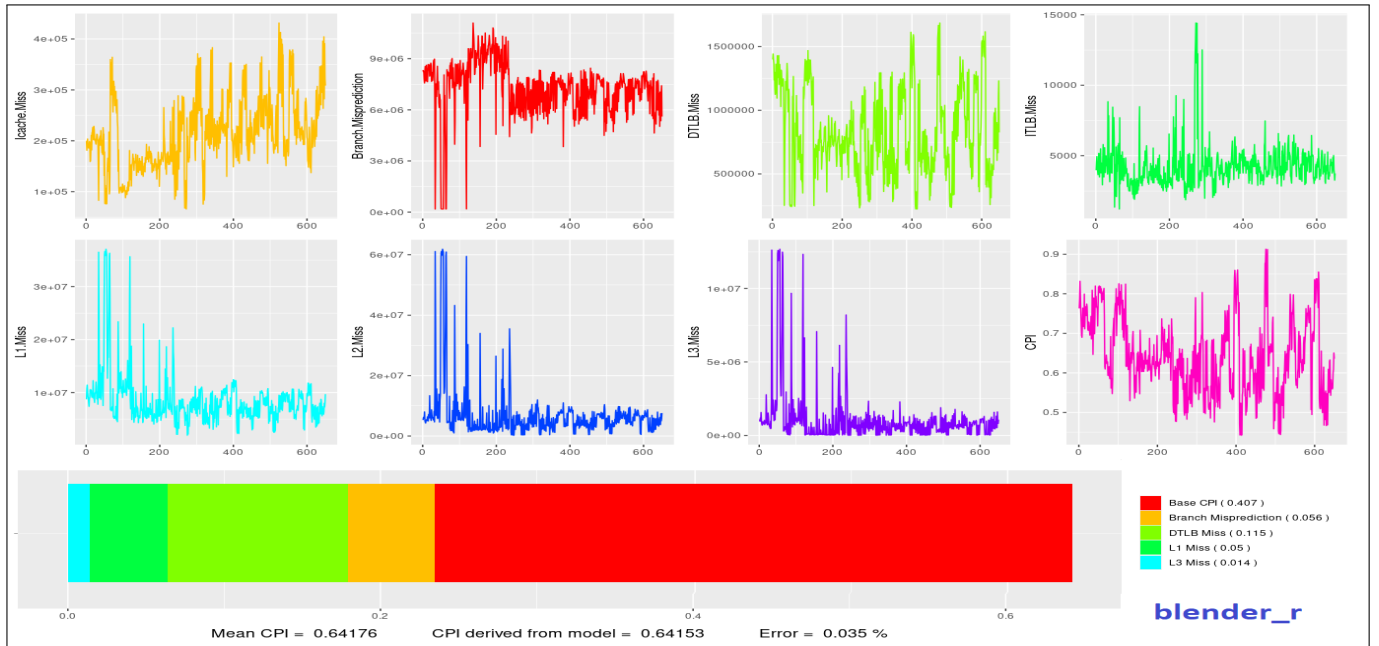 Icache.Miss
4e+05
3e+05
2e+05
1e+05
0 200 400 600
Branch.Misprediction
9e+06
6e+06
3e+06
0e+00
0 200 400 600
DTLB.Miss
1500000
1000000
500000
0 200 400 600
ITLB.Miss
15000
10000
5000
0 200 400 600
L1.Miss
3e+07
2e+07
1e+07
0 200 400 600
L2.Miss
6e+07
4e+07
2e+07
0e+00
0 200 400 600
L3.Miss
1e+07
5e+06
0e+00
0 200 400 600
CPI
0.9
0.8
0.7
0.6
0.5
0 200 400 600
0.0 0.2 0.4 0.6
Base CPI ( 0.407 )
Branch Misprediction ( 0.056 )
DTLB Miss ( 0.115 )
L1 Miss ( 0.05 )
L3 Miss ( 0.014 )
blender_r
Mean CPI = 0.64176 CPI derived from model = 0.64153 Error = 0.035 %